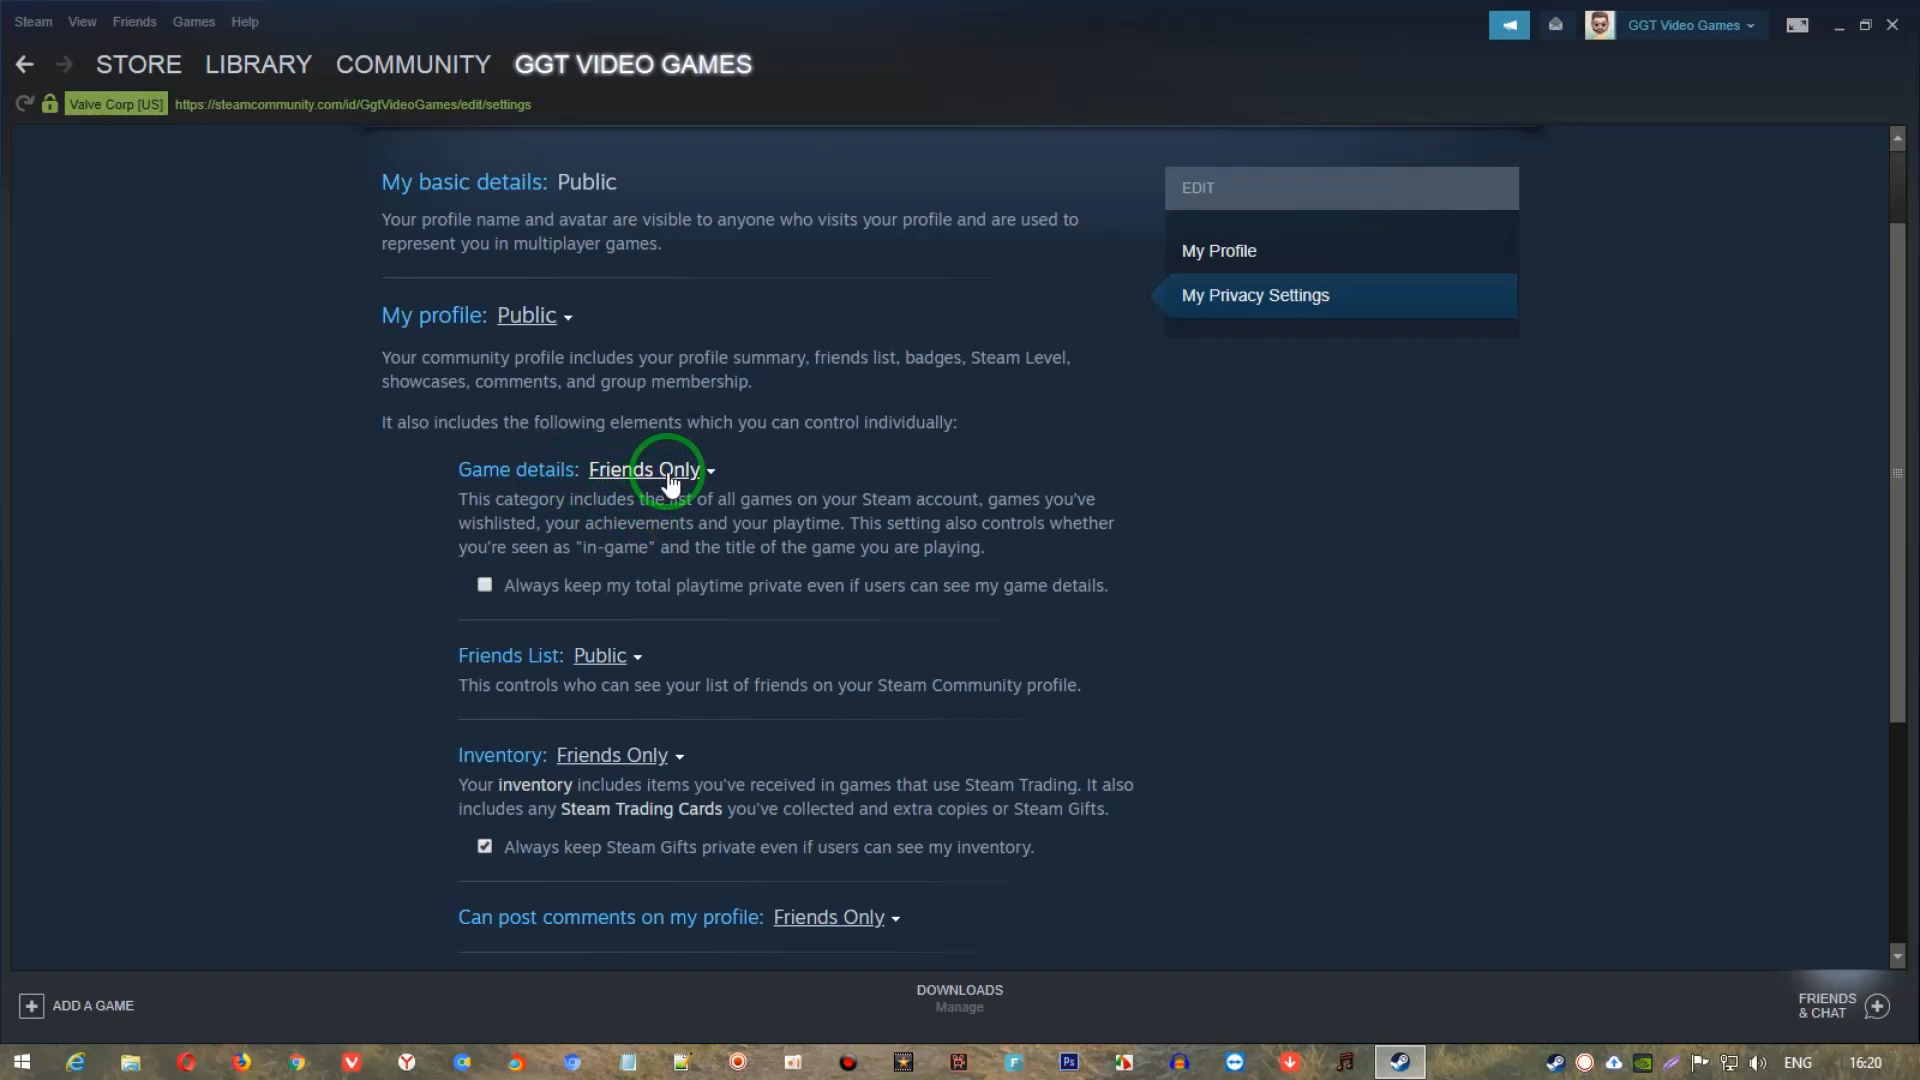 Steam View Friends Games Help
GGT Video Games
STORE LIBRARY COMMUNITY GGT VIDEO GAMES
Valve Corp [US] https://steamcommunity.com/id/GgtVideoGames/edit/settings
My basic details: Public
Your profile name and avatar are visible to anyone who visits your profile and are used to
represent you in multiplayer games.
EDIT
My Profile
My Privacy Settings
My profile: Public
Your community profile includes your profile summary, friends list, badges, Steam Level,
showcases, comments, and group membership.
It also includes the following elements which you can control individually:
Game details: Friends Only
This category includes the list of all games on your Steam account, games you've
wishlisted, your achievements and your playtime. This setting also controls whether
you're seen as "in-game" and the title of the game you are playing.
Always keep my total playtime private even if users can see my game details.
Friends List: Public
This controls who can see your list of friends on your Steam Community profile.
Inventory: Friends Only
Your inventory includes items you've received in games that use Steam Trading. It also
includes any Steam Trading Cards you've collected and extra copies or Steam Gifts.
Always keep Steam Gifts private even if users can see my inventory.
Can post comments on my profile: Friends Only
ADD A GAME
DOWNLOADS
Manage
FRIENDS
& CHAT
F
Ps
ENG
16:20